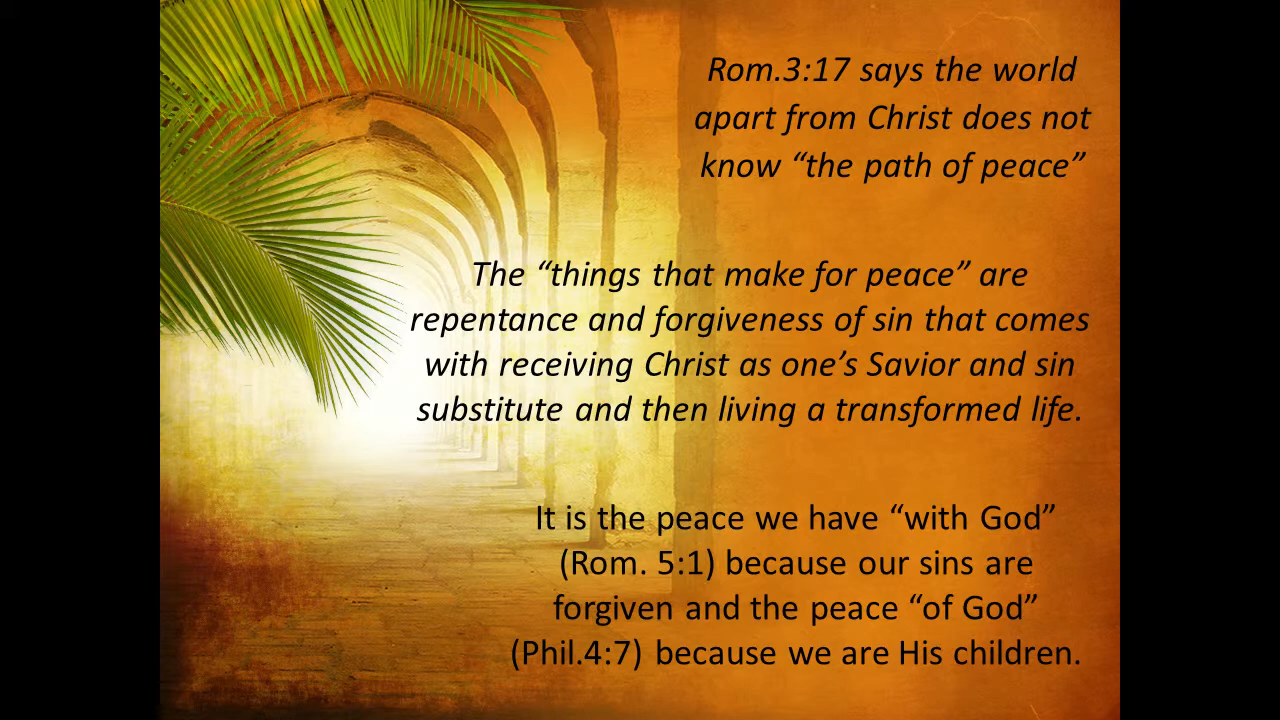 Rom.3:17 says the world
apart from Christ does not
know “the path of peace”
The “things that make for peace” are
repentance and forgiveness of sin that comes
with receiving Christ as one’s Savior and sin
substitute and then living a transformed life.
It is the peace we have “with God”
(Rom. 5:1) because our sins are
forgiven and the peace “of God”
(Phil.4:7) because we are His children.